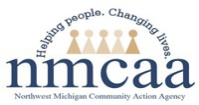 Helping people. Changing lives.
nmcaa
Northwest Michigan Community Action Agency